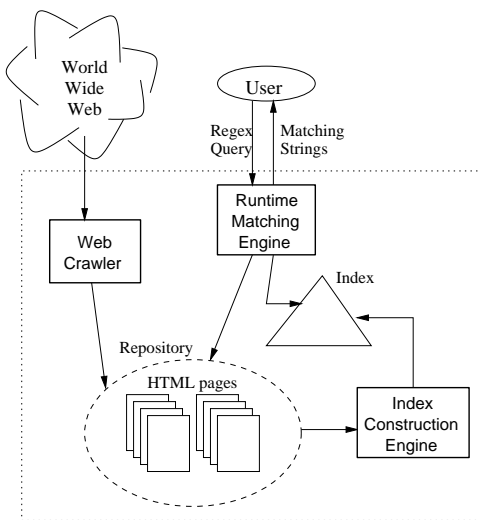 World
Wide
Web
User
Regex
Query
Matching
Strings
Runtime
Matching
Engine
Web
Crawler
Index
Repository
HTML pages
Index
Construction
Engine